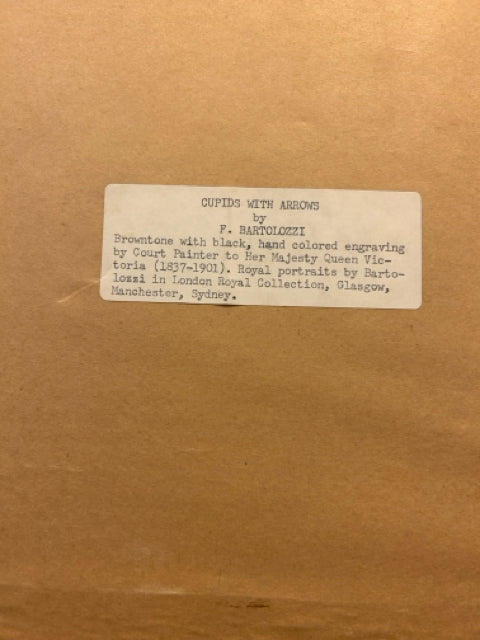 CUPIDS WITH ARROWS
by
F. BARTOLOZZI
Browntone with black, hand colored engraving
by Court Painter to Her Majesty Queen Vic-
toria (1837-1901). Royal portraits by Barto-
lozzi in London Royal Collection, Glasgow,
Manchester, Sydney.